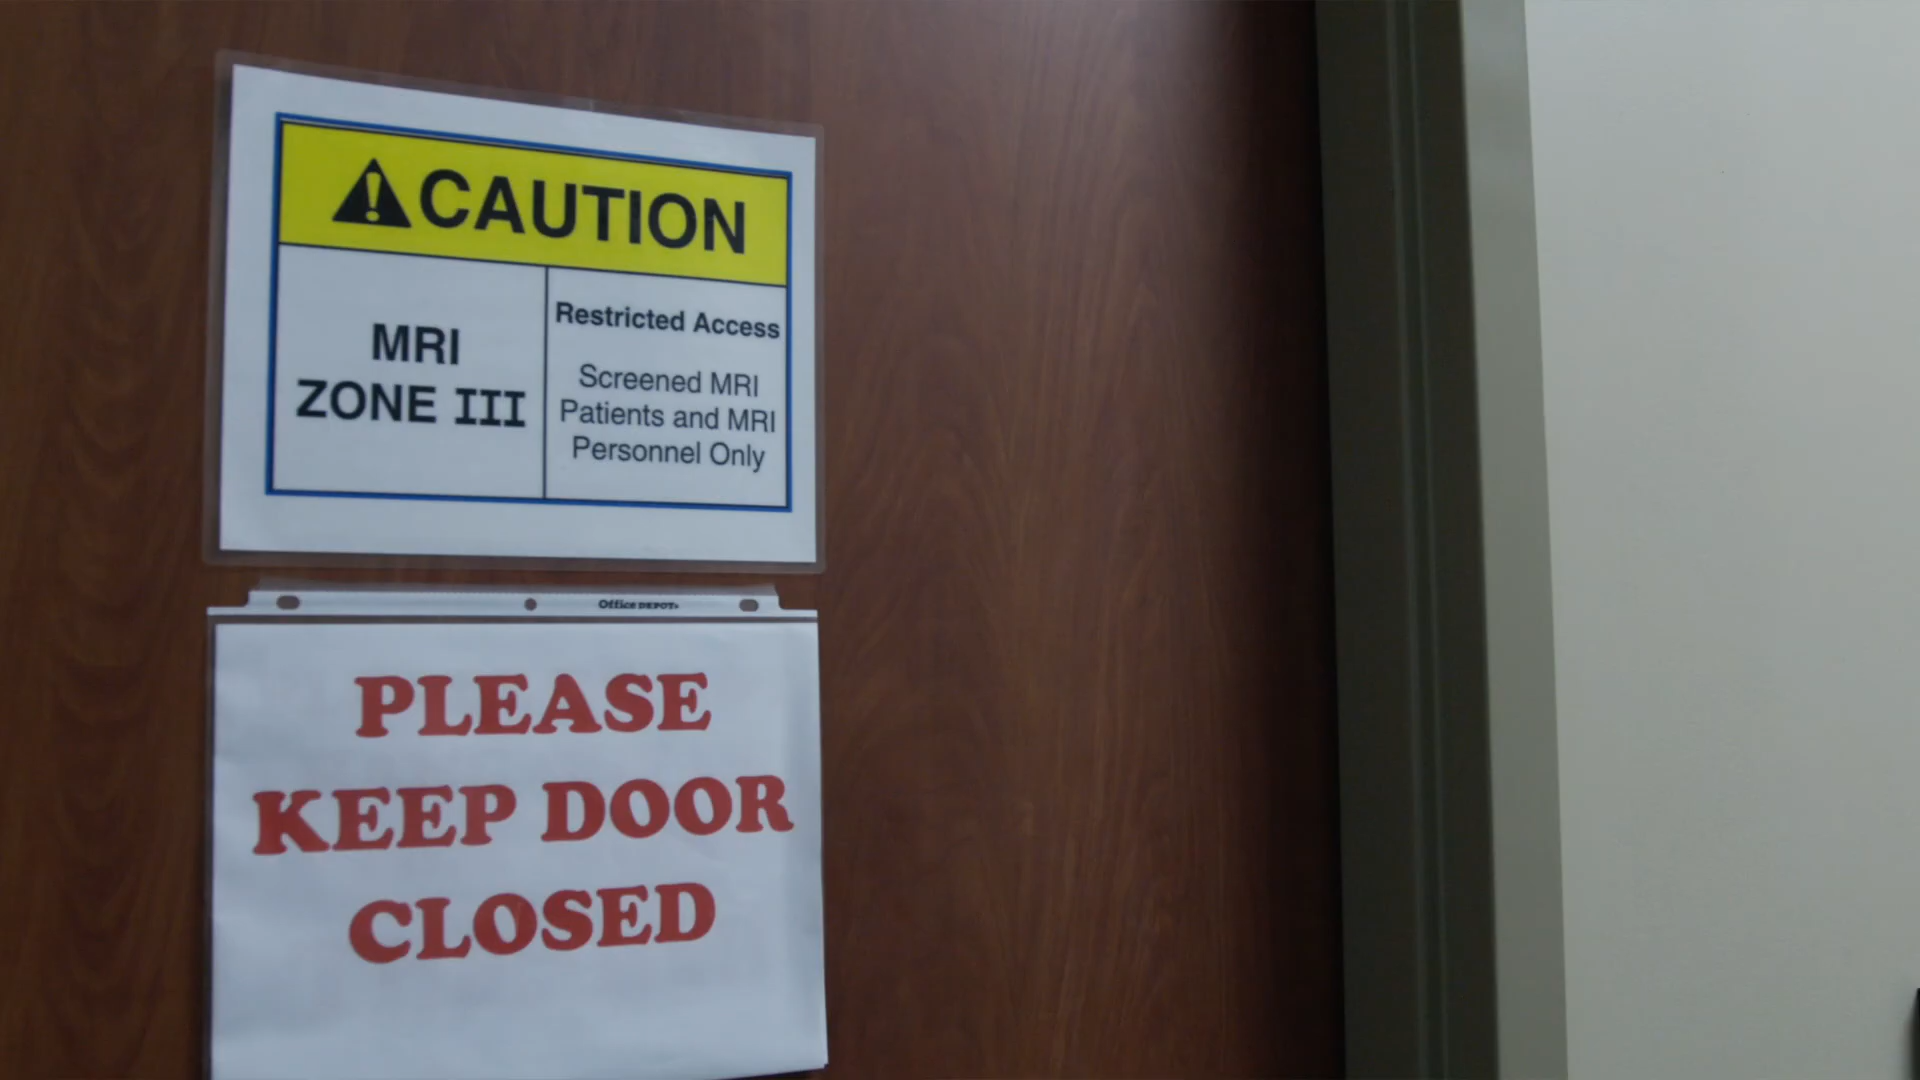 CAUTION
MRI
ZONE III
Restricted Access
Screened MRI
Patients and MRI
Personnel Only
Office DEPOT
PLEASE
KEEP DOOR
CLOSED